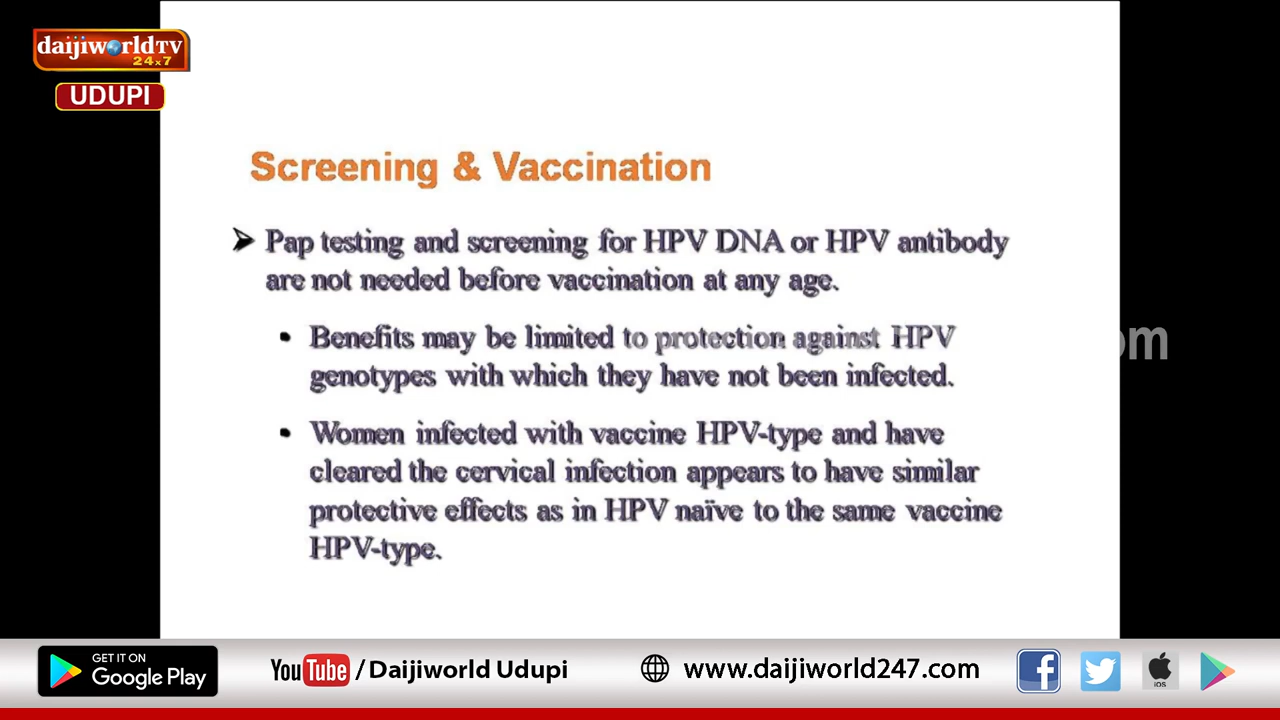 daijiworldTV
24x7
UDUPI
Screening & Vaccination
Pap testing and screening for HPV DNA or HPV antibody
are not needed before vaccination at any age.
Benefits may be limited to protection against HPV
genotypes with which they have not been infected.
om
Women infected with vaccine HPV-type and have
cleared the cervical infection appears to have similar
protective effects as in HPV naïve to the same vaccine
HPV-type.
GET IT ON
Google Play
YouTube / Daijiworld Udupi
www.daijiworld247.com
iOS